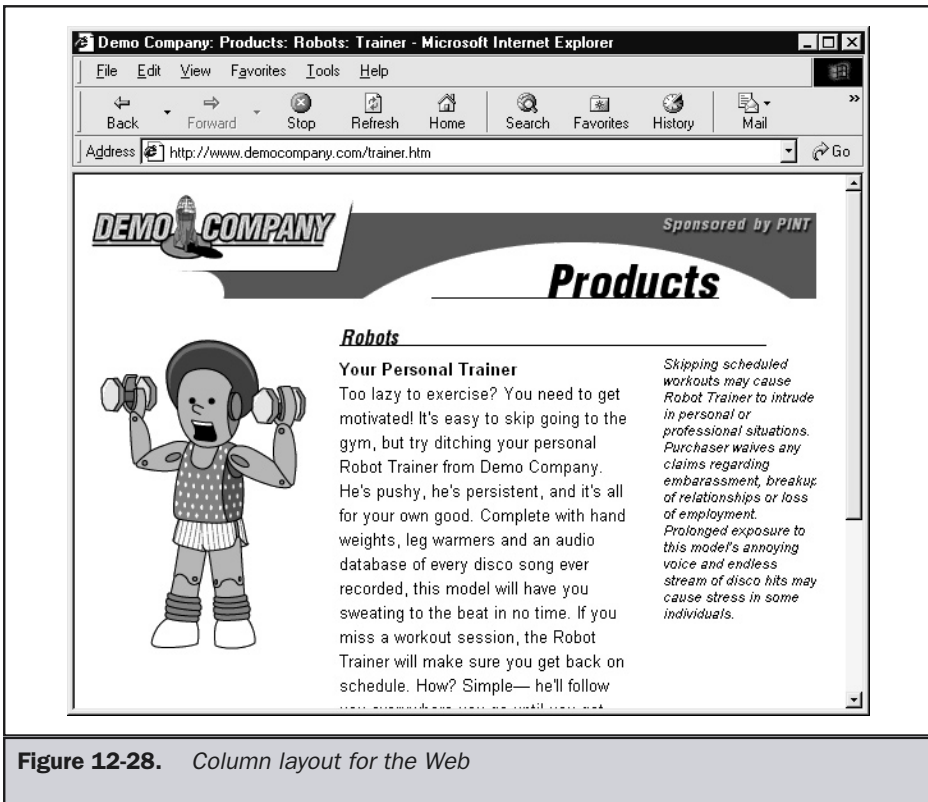 Demo Company: Products: Robots: Trainer - Microsoft Internet Explorer
File Edit View Favorites Tools Help
Back Forward Stop Refresh Home Search Favorites History Mail »
Address http://www.democompany.com/trainer.htm Go
DEMO COMPANY
Sponsored by PINT
Products
Robots
Your Personal Trainer
Too lazy to exercise? You need to get
motivated! It's easy to skip going to the
gym, but try ditching your personal
Robot Trainer from Demo Company.
He's pushy, he's persistent, and it's all
for your own good. Complete with hand
weights, leg warmers and an audio
database of every disco song ever
recorded, this model will have you
sweating to the beat in no time. If you
miss a workout session, the Robot
Trainer will make sure you get back on
schedule. How? Simple— he'll follow
Skipping scheduled
workouts may cause
Robot Trainer to intrude
in personal or
professional situations.
Purchaser waives any
claims regarding
embarassment, breakup
of relationships or loss
of employment.
Prolonged exposure to
this model's annoying
voice and endless
stream of disco hits may
cause stress in some
individuals.
Figure 12-28. Column layout for the Web